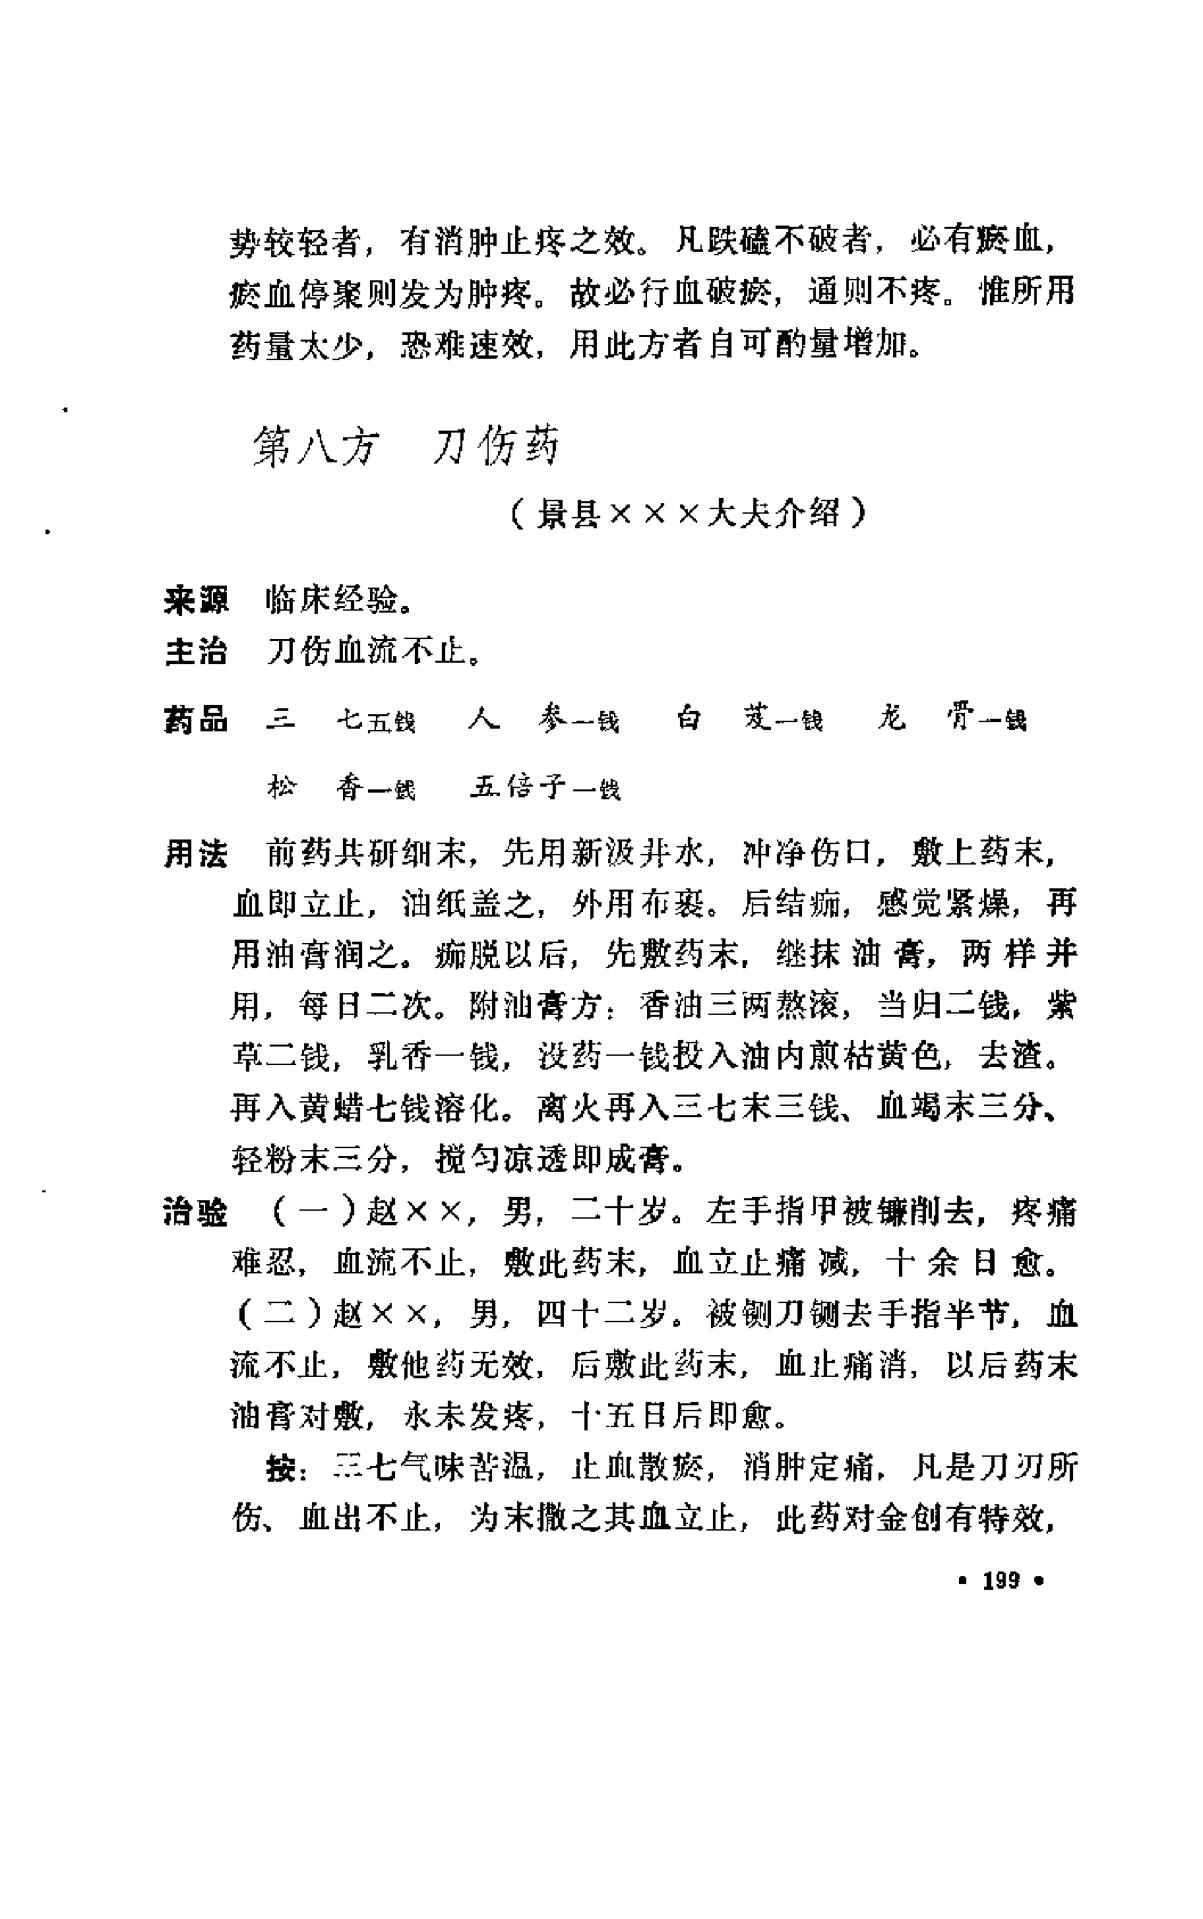 势较轻者，有消肿止疼之效。凡跌磕不破者，必有瘀血，
瘀血停聚则发为肿疼。故必行血破瘀，通则不疼。惟所用
药量太少，恐难速效，用此方者自可酌量增加。
第八方　刀伤药
（景县×××大夫介绍）
来源　临床经验。
主治　刀伤血流不止。
药品　三　七五钱　人　参一钱　白　芨一钱　龙　骨一钱
松　香一钱　五倍子一钱
用法　前药共研细末，先用新汲井水，冲净伤口，敷上药末，
血即立止，油纸盖之，外用布裹。后结痂，感觉紧燥，再
用油膏润之。痂脱以后，先敷药末，继抹油膏，两样并
用，每日二次。附油膏方：香油三两熬滚，当归二钱，紫
草二钱，乳香一钱，没药一钱投入油内煎枯黄色，去渣。
再入黄蜡七钱溶化。离火再入三七末三钱、血竭末三分、
轻粉末三分，搅匀凉透即成膏。
治验　（一）赵××，男，二十岁。左手指甲被镰削去，疼痛
难忍，血流不止，敷此药末，血立止痛减，十余日愈。
（二）赵××，男，四十二岁。被铡刀铡去手指半节，血
流不止，敷他药无效，后敷此药末，血止痛消，以后药末
油膏对敷，永未发疼，十五日后即愈。
按：三七气味苦温，止血散瘀，消肿定痛，凡是刀刃所
伤、血出不止，为末撒之其血立止，此药对金创有特效，
• 199 •